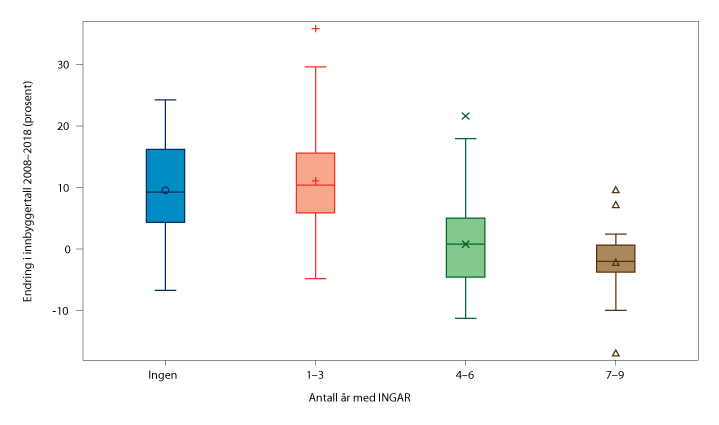 Endring i innbyggertall 2008–2018 (prosent)
30
20
10
0
-10
Ingen
1–3
4–6
7–9
Antall år med INGAR